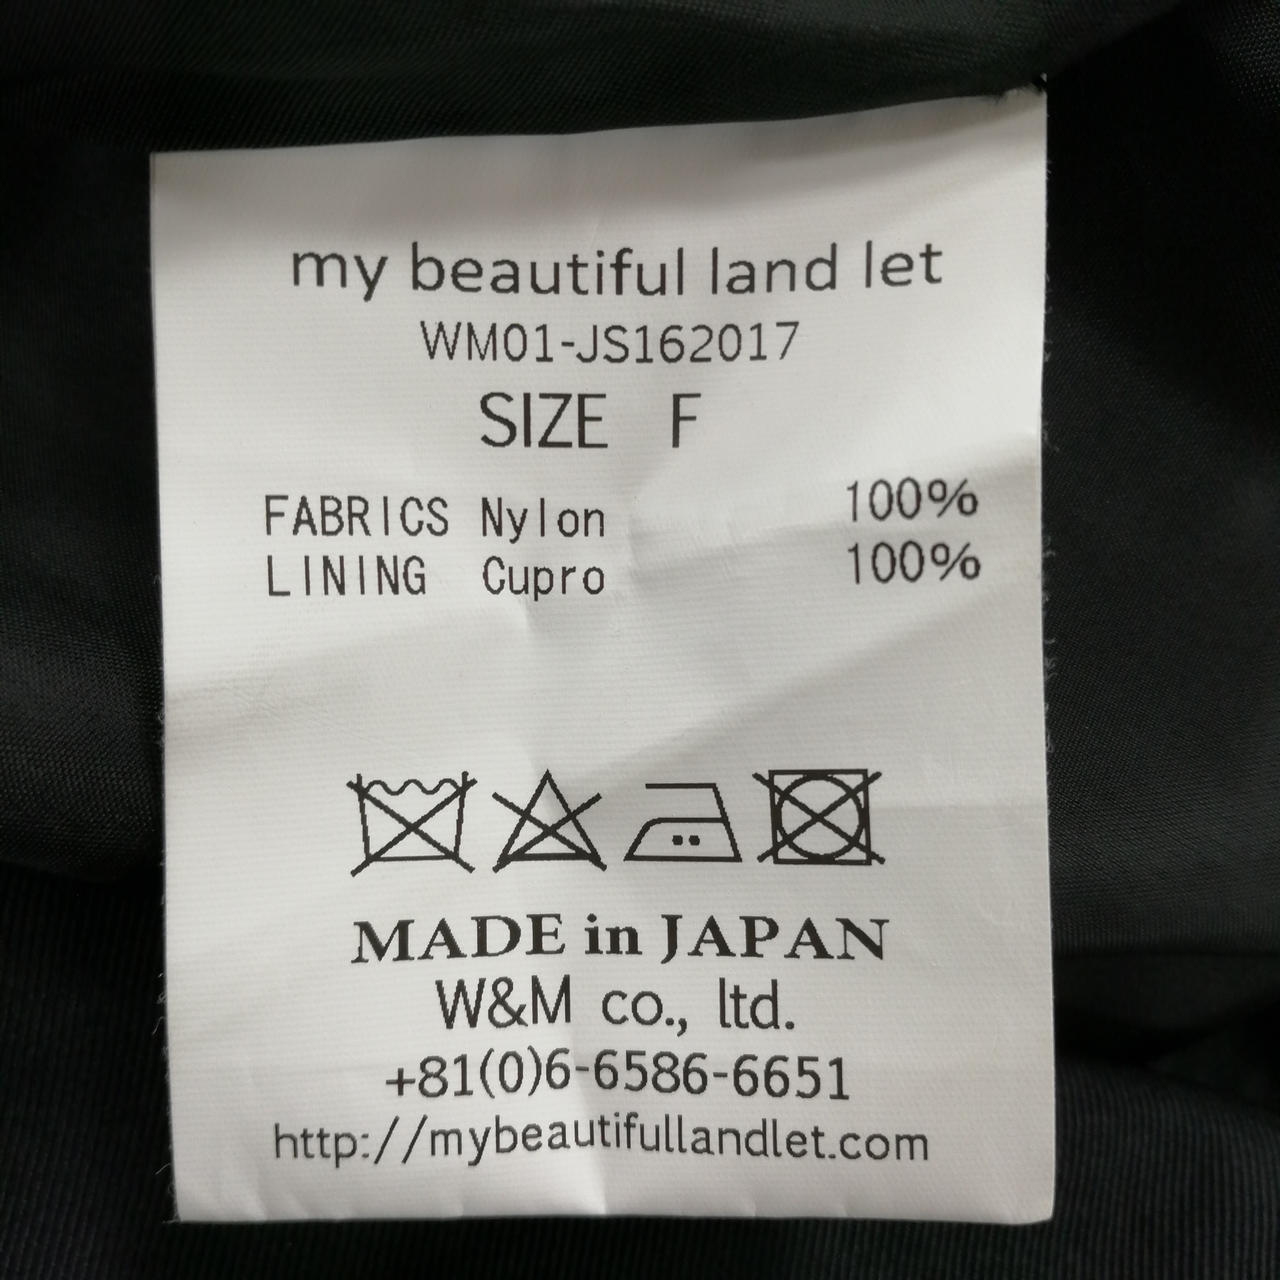 my beautiful land let
WM01-JS162017
SIZE F
FABRICS Nylon 100%
LINING Cupro 100%
MADE in JAPAN
W&M co., ltd.
+81(0)6-6586-6651
http://mybeautifullandlet.com